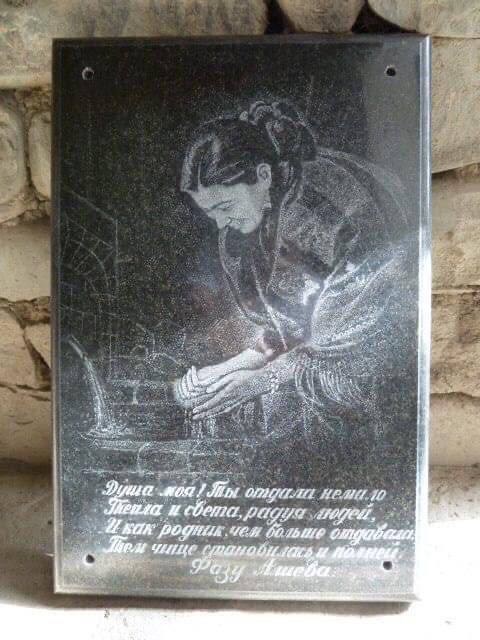 Душа моя! Ты отдала немало
Тепла и света, радуя людей,
И как родник, чем больше отдавала,
Тем чище становилась и полней.
Фазу Алиева.